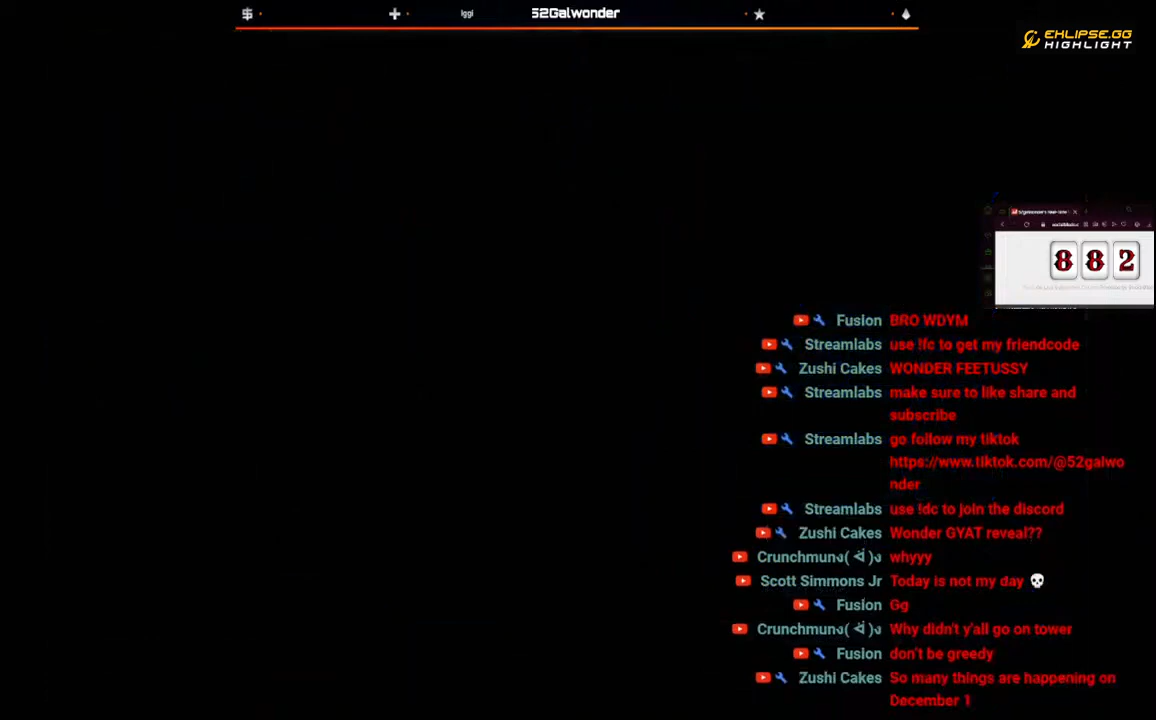 Iggi
52Galwonder
EHLIPSE.GG
HIGHLIGHT
882
Fusion BRO WDYM
Streamlabs use !fc to get my friendcode
Zushi Cakes WONDER FEETUSSY
Streamlabs make sure to like share and
subscribe
Streamlabs go follow my tiktok
https://www.tiktok.com/@52galwo
nder
Streamlabs use !dc to join the discord
Zushi Cakes Wonder GYAT reveal??
whyyy
Scott Simmons Jr Today is not my day 💀
Fusion Gg
Why didn't y'all go on tower
Fusion don't be greedy
Zushi Cakes So many things are happening on
December 1